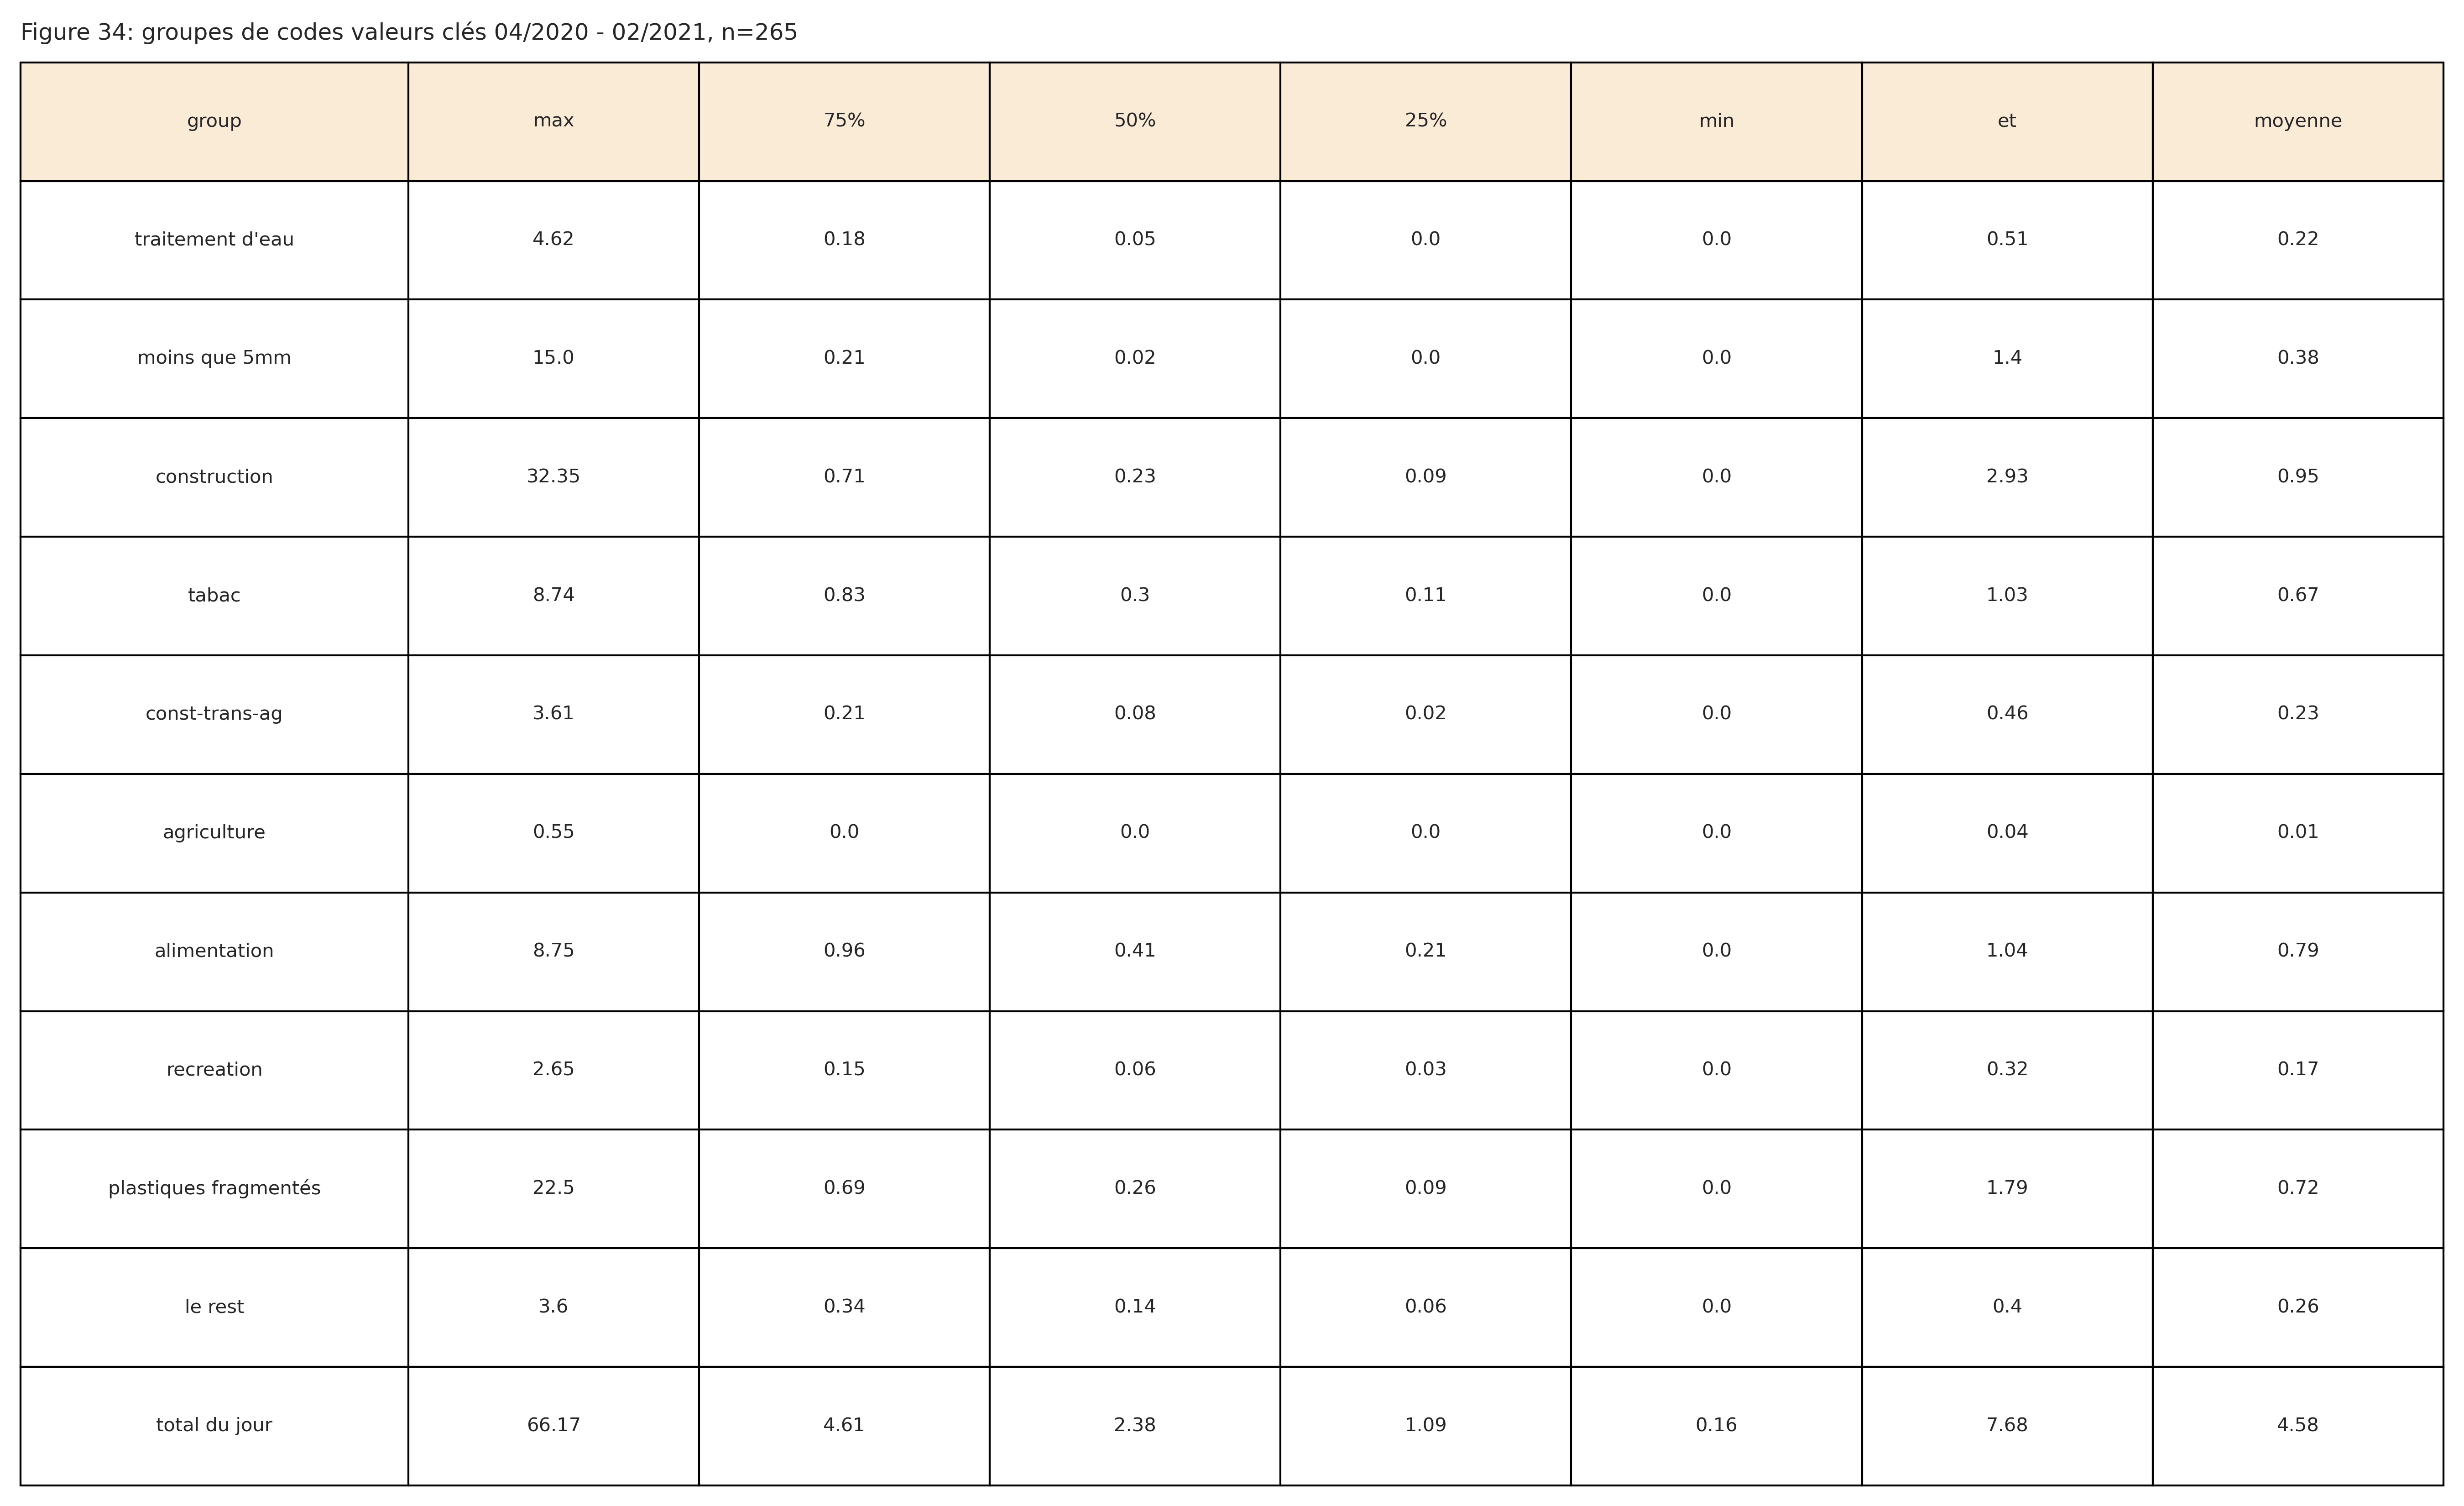 Figure 34: groupes de codes valeurs clés 04/2020 - 02/2021, n=265
group max 75% 50% 25% min et moyenne
traitement d'eau 4.62 0.18 0.05 0.0 0.0 0.51 0.22
moins que 5mm 15.0 0.21 0.02 0.0 0.0 1.4 0.38
construction 32.35 0.71 0.23 0.09 0.0 2.93 0.95
tabac 8.74 0.83 0.3 0.11 0.0 1.03 0.67
const-trans-ag 3.61 0.21 0.08 0.02 0.0 0.46 0.23
agriculture 0.55 0.0 0.0 0.0 0.0 0.04 0.01
alimentation 8.75 0.96 0.41 0.21 0.0 1.04 0.79
recreation 2.65 0.15 0.06 0.03 0.0 0.32 0.17
plastiques fragmentés 22.5 0.69 0.26 0.09 0.0 1.79 0.72
le rest 3.6 0.34 0.14 0.06 0.0 0.4 0.26
total du jour 66.17 4.61 2.38 1.09 0.16 7.68 4.58